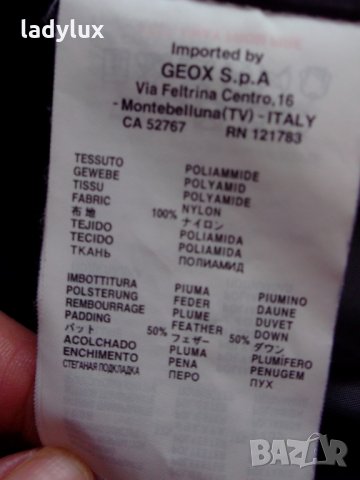 ladylux
Imported by
GEOX S.p.A
Via Feltrina Centro,16
- Montebelluna(TV) - ITALY
CA 52767 RN 121783
TESSUTO POLIAMMIDE
GEWEBE POLYAMID
TISSU POLYAMIDE
FABRIC NYLON
布 地 100% ナイロン
TEJIDO POLIAMIDA
TECIDO POLIAMIDA
ТКАНЬ ПОЛИАМИД
IMBOTTITURA PIUMA PIUMINO
POLSTERUNG FEDER DAUNE
REMBOURRAGE PLUME DUVET
PADDING FEATHER DOWN
パット 50% フェザー 50% ダウン
ACOLCHADO PLUMA PLUMÍFERO
ENCHIMENTO PENA PENUGEM
СТЕГАНАЯ ПОДКЛАДКА ПЕРО ПУХ
BAZAR